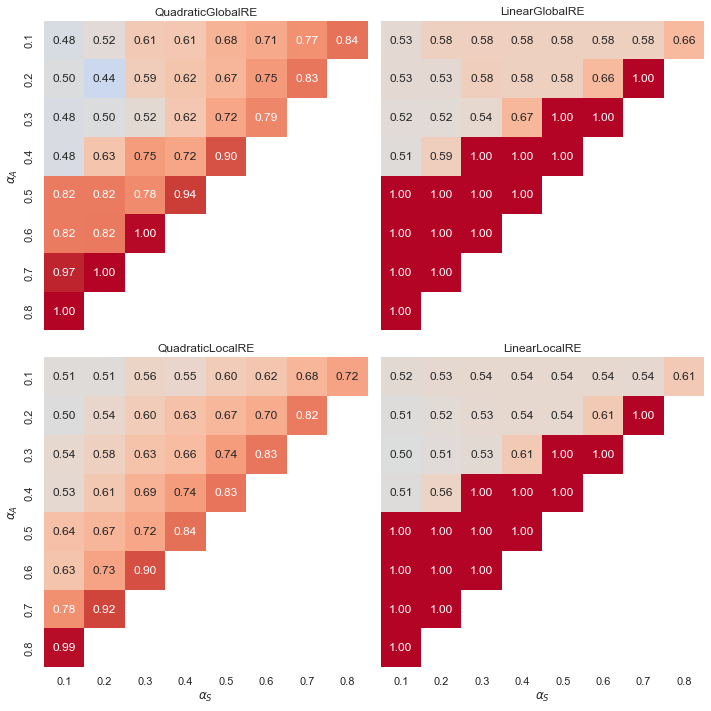 QuadraticGlobalRE
0.1 0.48 0.52 0.61 0.61 0.68 0.71 0.77 0.84
0.2 0.50 0.44 0.59 0.62 0.67 0.75 0.83
0.3 0.48 0.50 0.52 0.62 0.72 0.79
0.4 0.48 0.63 0.75 0.72 0.90
0.5 0.82 0.82 0.78 0.94
0.6 0.82 0.82 1.00
0.7 0.97 1.00
0.8 1.00
α_A
LinearGlobalRE
0.53 0.58 0.58 0.58 0.58 0.58 0.58 0.66
0.53 0.53 0.58 0.58 0.58 0.66 1.00
0.52 0.52 0.54 0.67 1.00 1.00
0.51 0.59 1.00 1.00 1.00
1.00 1.00 1.00 1.00
1.00 1.00 1.00
1.00 1.00
1.00
QuadraticLocalRE
0.1 0.51 0.51 0.56 0.55 0.60 0.62 0.68 0.72
0.2 0.50 0.54 0.60 0.63 0.67 0.70 0.82
0.3 0.54 0.58 0.63 0.66 0.74 0.83
0.4 0.53 0.61 0.69 0.74 0.83
0.5 0.64 0.67 0.72 0.84
0.6 0.63 0.73 0.90
0.7 0.78 0.92
0.8 0.99
α_A
0.1 0.2 0.3 0.4 0.5 0.6 0.7 0.8
α_S
LinearLocalRE
0.52 0.53 0.54 0.54 0.54 0.54 0.54 0.61
0.51 0.52 0.53 0.54 0.54 0.61 1.00
0.50 0.51 0.53 0.61 1.00 1.00
0.51 0.56 1.00 1.00 1.00
1.00 1.00 1.00 1.00
1.00 1.00 1.00
1.00 1.00
1.00
0.1 0.2 0.3 0.4 0.5 0.6 0.7 0.8
α_S